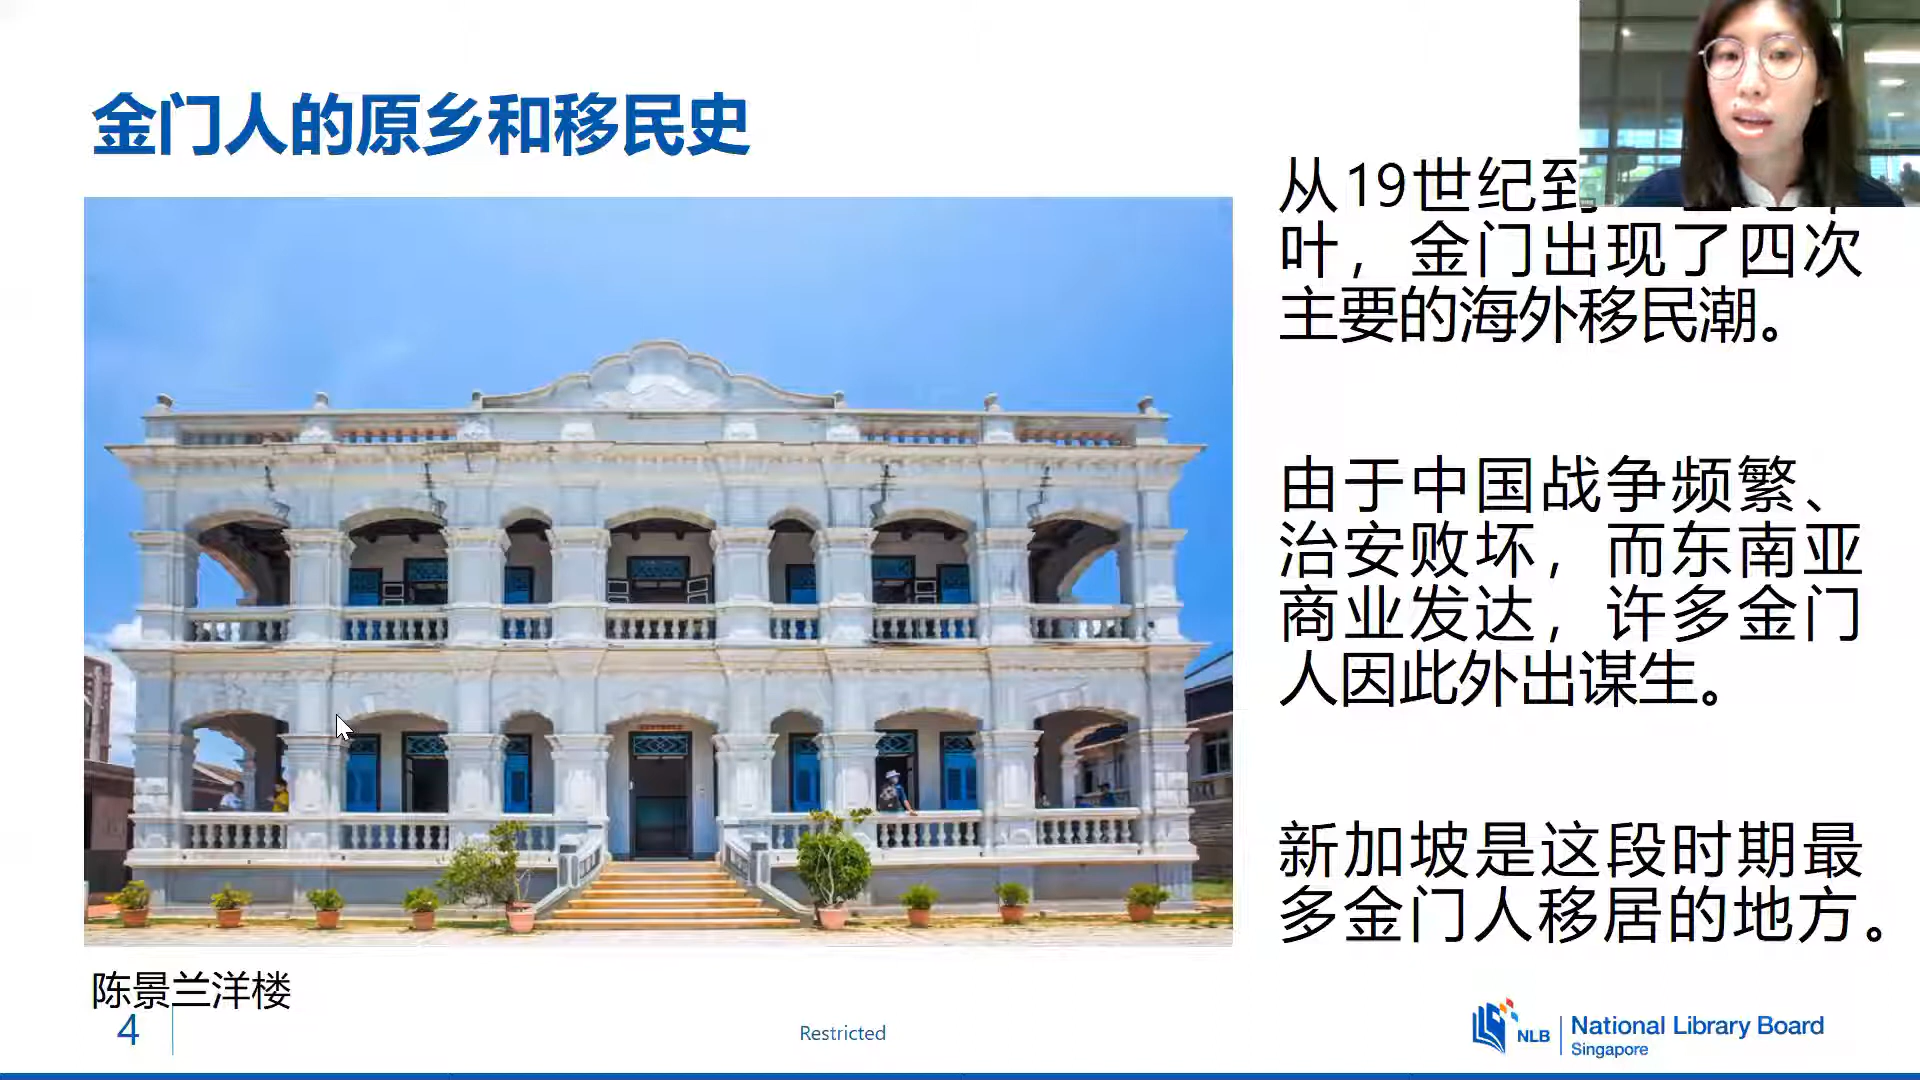 金门人的原乡和移民史
从19世纪到
叶，金门出现了四次
主要的海外移民潮。
由于中国战争频繁、
治安败坏，而东南亚
商业发达，许多金门
人因此外出谋生。
新加坡是这段时期最
多金门人移居的地方。
陈景兰洋楼
4
Restricted
NLB
National Library Board
Singapore